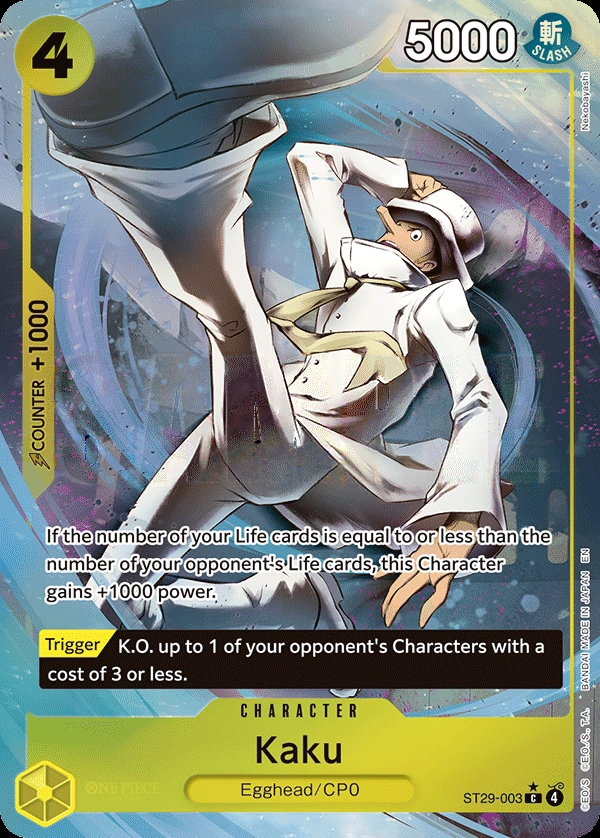 4
5000
斬
SLASH
Nekobayashi
COUNTER +1000
If the number of your Life cards is equal to or less than the
number of your opponent's Life cards, this Character
gains +1000 power.
Trigger K.O. up to 1 of your opponent's Characters with a
cost of 3 or less.
CHARACTER
Kaku
ONE PIECE
Egghead/CP0
ST29-003 C 4
©EO/S ©E.O./S., T.A. BANDAI MADE IN JAPAN EN